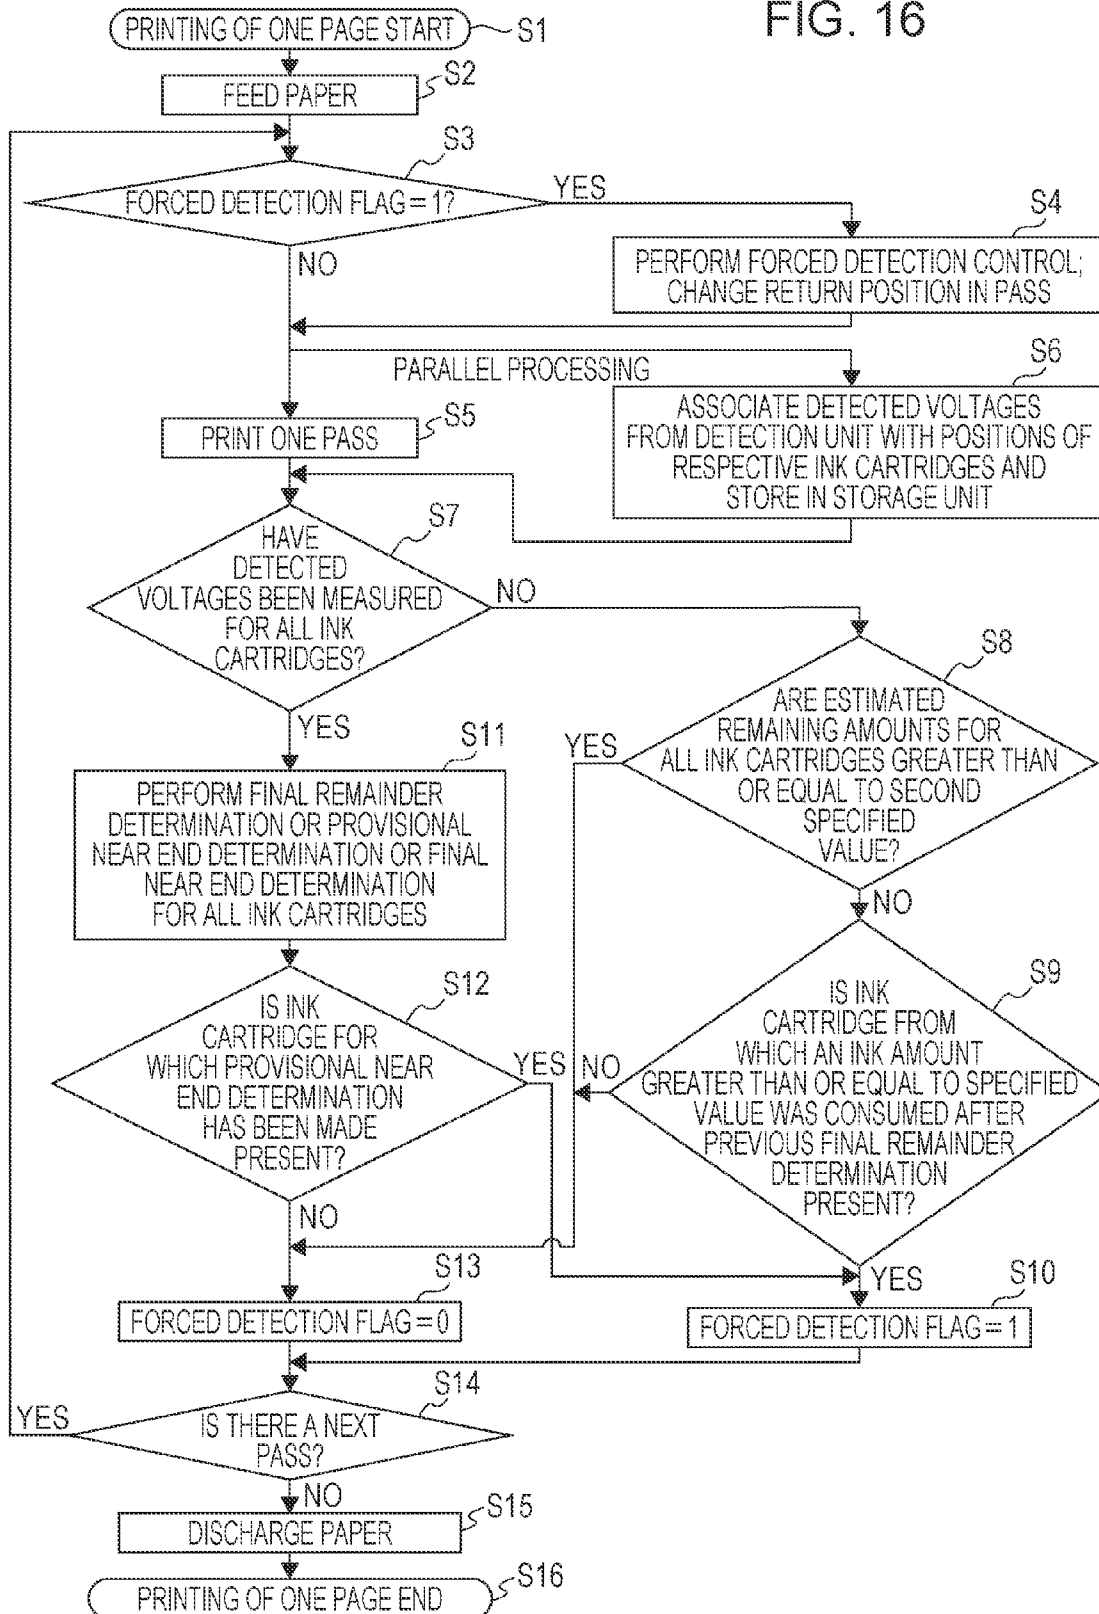 FIG. 16
PRINTING OF ONE PAGE START
S1
S2
FEED PAPER
S3
FORCED DETECTION FLAG = 1?
YES
NO
S4
PERFORM FORCED DETECTION CONTROL;
CHANGE RETURN POSITION IN PASS
PARALLEL PROCESSING
S5
PRINT ONE PASS
S6
ASSOCIATE DETECTED VOLTAGES
FROM DETECTION UNIT WITH POSITIONS OF
RESPECTIVE INK CARTRIDGES AND
STORE IN STORAGE UNIT
S7
HAVE
DETECTED
VOLTAGES BEEN MEASURED
FOR ALL INK
CARTRIDGES?
NO
YES
S8
ARE ESTIMATED
REMAINING AMOUNTS FOR
ALL INK CARTRIDGES GREATER THAN
OR EQUAL TO SECOND
SPECIFIED
VALUE?
YES
NO
S11
PERFORM FINAL REMAINDER
DETERMINATION OR PROVISIONAL
NEAR END DETERMINATION OR FINAL
NEAR END DETERMINATION
FOR ALL INK CARTRIDGES
S12
IS INK
CARTRIDGE FOR
WHICH PROVISIONAL NEAR
END DETERMINATION
HAS BEEN MADE
PRESENT?
YES
NO
S9
IS INK
CARTRIDGE FROM
WHICH AN INK AMOUNT
GREATER THAN OR EQUAL TO SPECIFIED
VALUE WAS CONSUMED AFTER
PREVIOUS FINAL REMAINDER
DETERMINATION
PRESENT?
NO
YES
S13
FORCED DETECTION FLAG = 0
S10
FORCED DETECTION FLAG = 1
S14
IS THERE A NEXT
PASS?
YES
NO
S15
DISCHARGE PAPER
S16
PRINTING OF ONE PAGE END